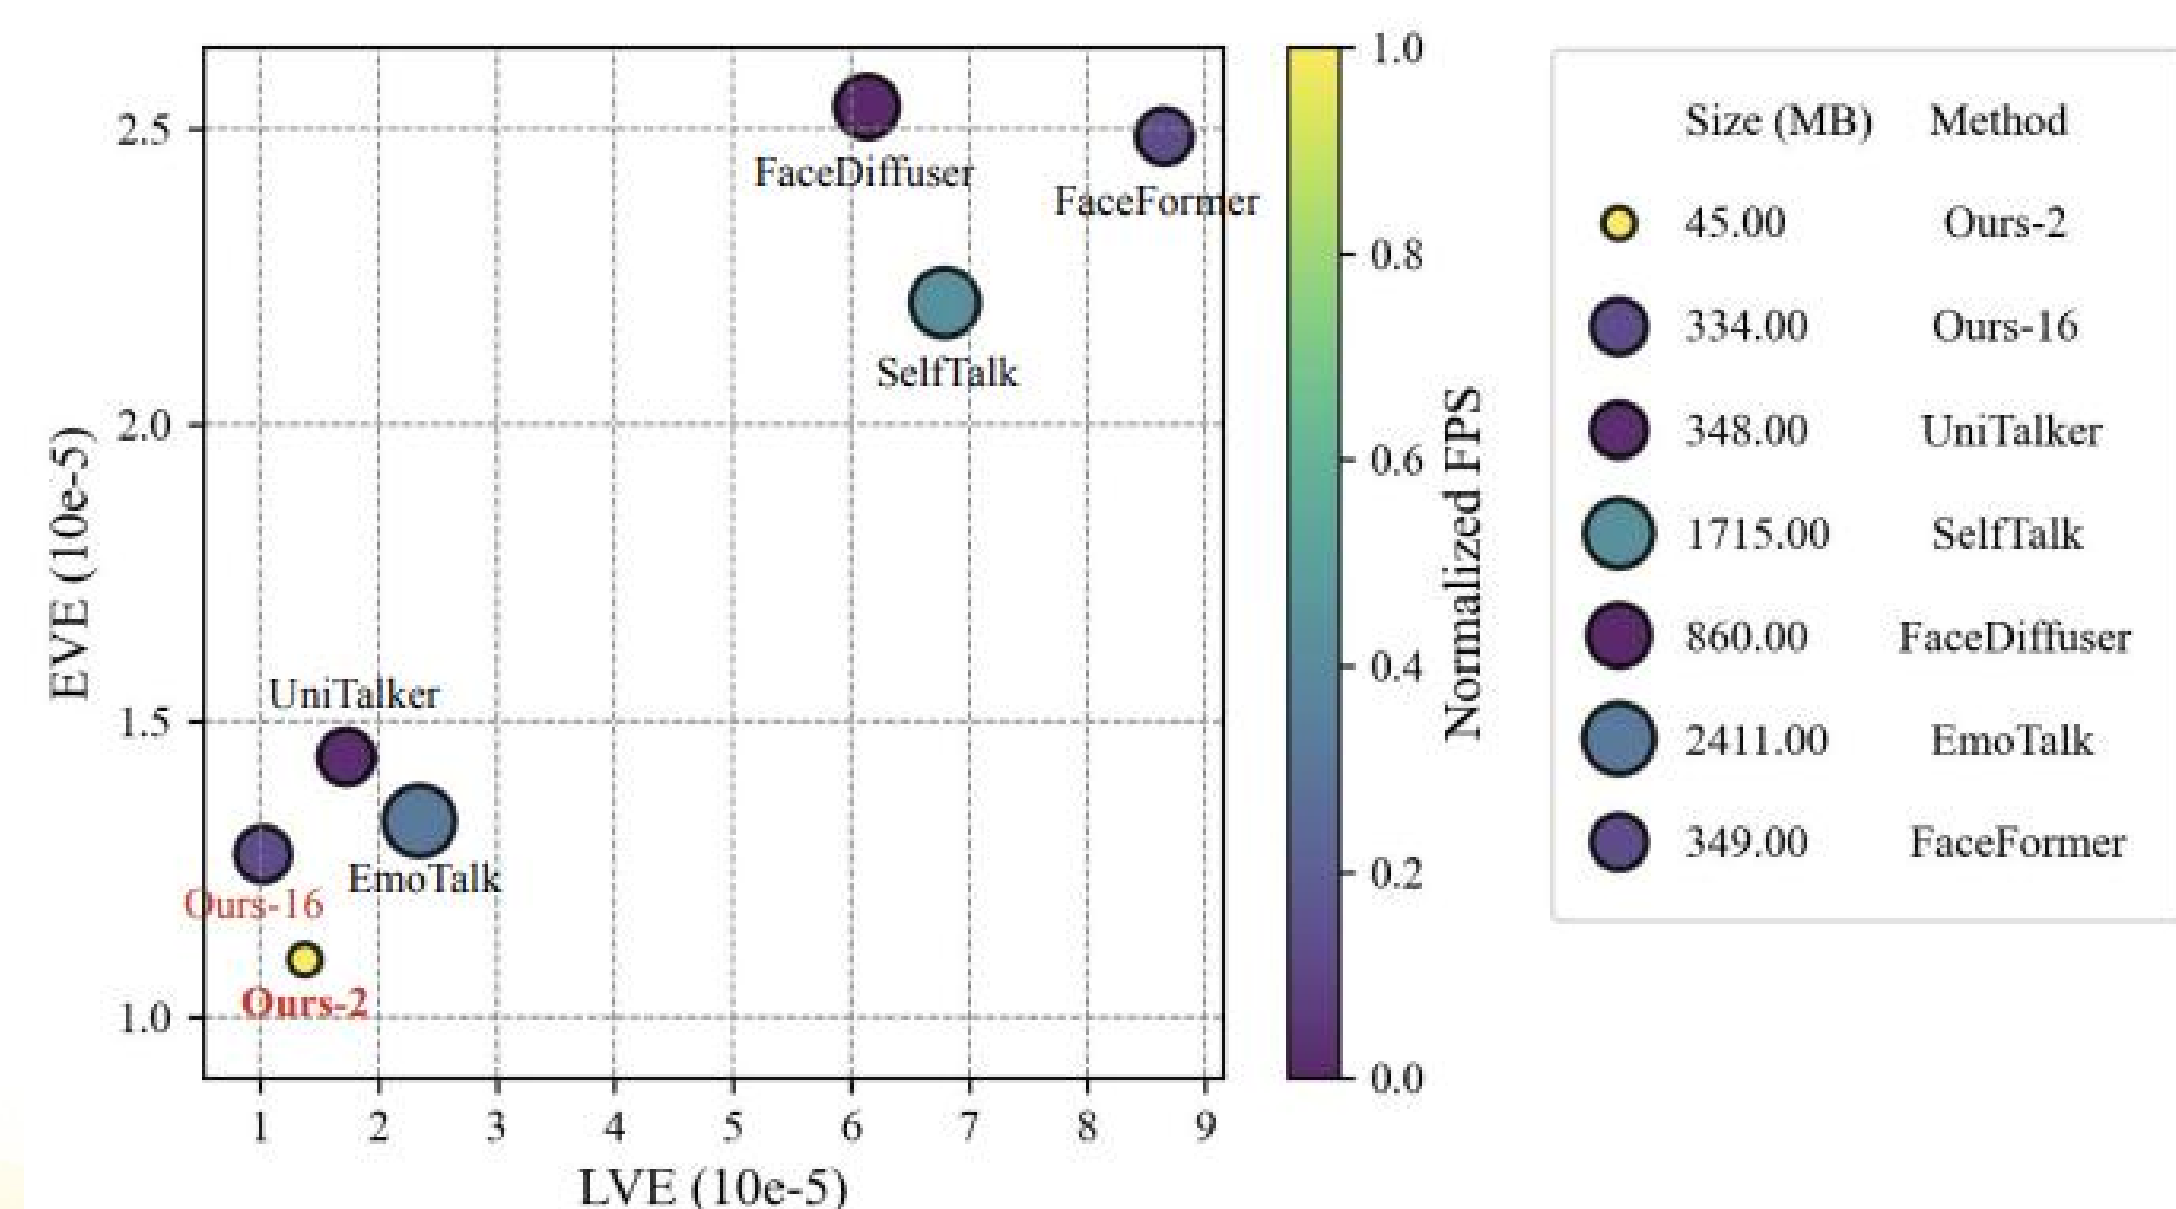 2.5
2.0
1.5
1.0
EVE (10e-5)
FaceDiffuser
FaceFormer
SelfTalk
UniTalker
EmoTalk
Ours-16
Ours-2
1 2 3 4 5 6 7 8 9
LVE (10e-5)
1.0
0.8
0.6
0.4
0.2
0.0
Normalized FPS
Size (MB) Method
45.00 Ours-2
334.00 Ours-16
348.00 UniTalker
1715.00 SelfTalk
860.00 FaceDiffuser
2411.00 EmoTalk
349.00 FaceFormer